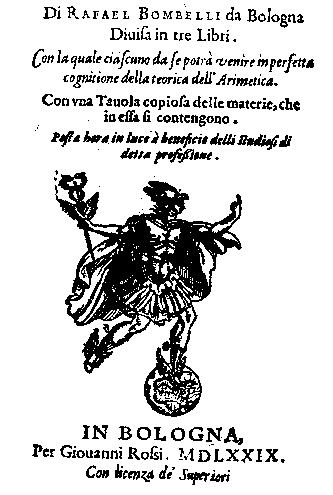 Di RAFAEL BOMBELLI da Bologna
Diuiſa in tre Libri.
Con la quale ciaſcuno da ſe potrà venire in perfetta
cognitione della teorica dell'Arimetica.
Con vna Tauola copioſa delle materie, che
in eſſa ſi contengono.
Poſta hora in luce à beneficio delli Studioſi di
detta profeſſione.
IN BOLOGNA,
Per Giouanni Roſſi. MDLXXIX.
Con licenza de' Superiori